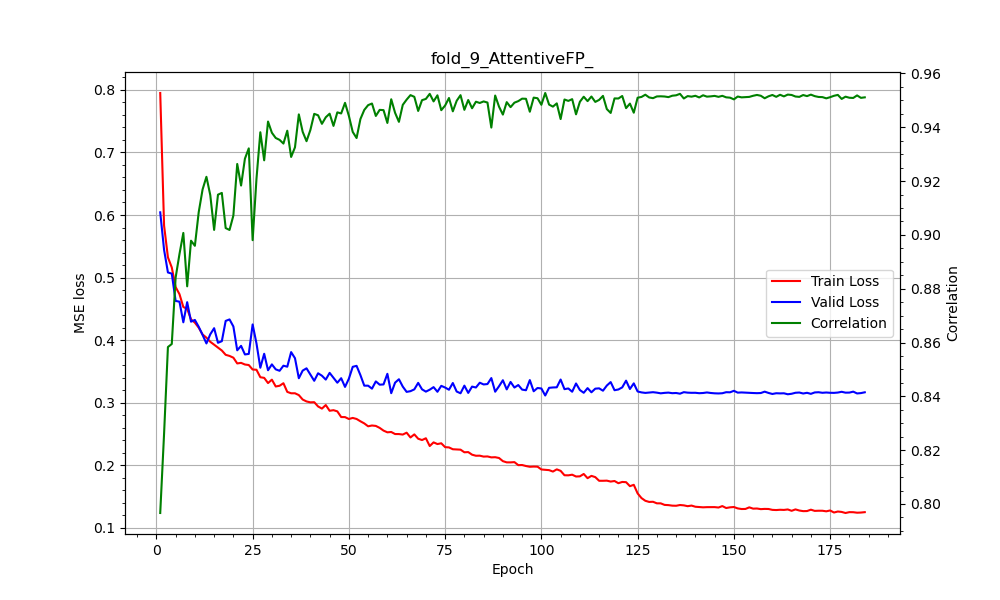 fold_9_AttentiveFP_
0.8
0.7
0.6
0.5
0.4
0.3
0.2
0.1
MSE loss
0.96
0.94
0.92
0.90
0.88
0.86
0.84
0.82
0.80
Correlation
Train Loss
Valid Loss
Correlation
0 25 50 75 100 125 150 175
Epoch